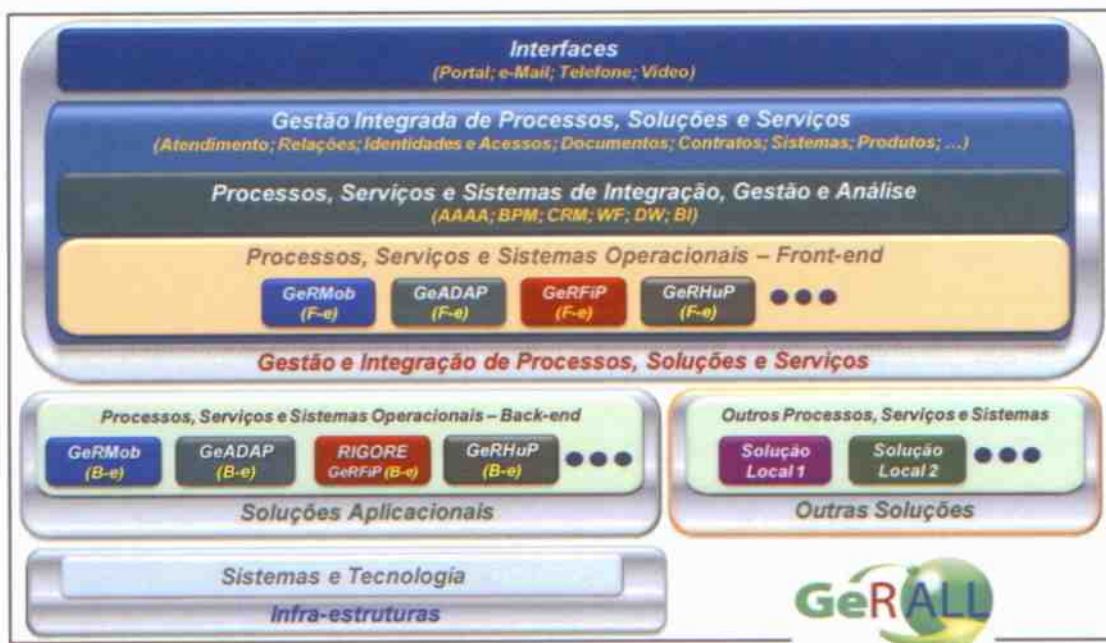 Interfaces
(Portal; e-Mail; Telefone; Vídeo)
Gestão Integrada de Processos, Soluções e Serviços
(Atendimento; Relações; Identidades e Acessos; Documentos; Contratos; Sistemas; Produtos; ...)
Processos, Serviços e Sistemas de Integração, Gestão e Análise
(AAAA; BPM; CRM; WF; DW; BI)
Processos, Serviços e Sistemas Operacionais – Front-end
GeRMob
(F-e)
GeADAP
(F-e)
GeRFiP
(F-e)
GeRHuP
(F-e)
Gestão e Integração de Processos, Soluções e Serviços
Processos, Serviços e Sistemas Operacionais – Back-end
GeRMob
(B-e)
GeADAP
(B-e)
RIGORE
GeRFiP (B-e)
GeRHuP
(B-e)
Soluções Aplicacionais
Outros Processos, Serviços e Sistemas
Solução
Local 1
Solução
Local 2
Outras Soluções
Sistemas e Tecnologia
Infra-estruturas
GeRALL